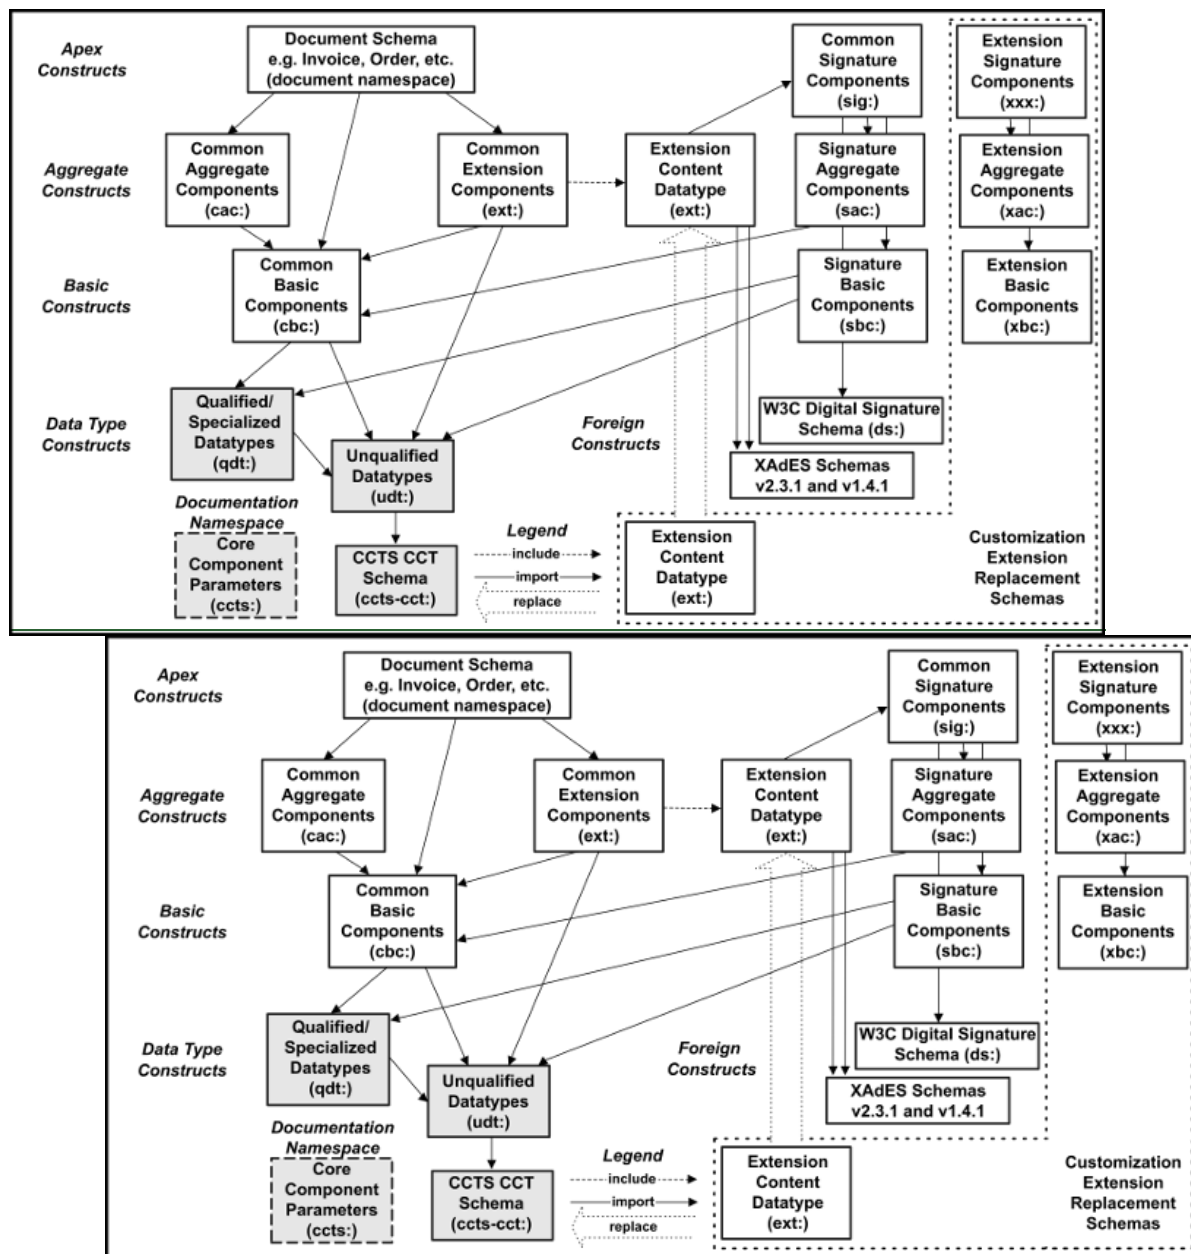 Apex
Constructs
Document Schema
e.g. Invoice, Order, etc.
(document namespace)
Common
Signature
Components
(sig:)
Extension
Signature
Components
(xxx:)
Aggregate
Constructs
Common
Aggregate
Components
(cac:)
Common
Extension
Components
(ext:)
Extension
Content
Datatype
(ext:)
Signature
Aggregate
Components
(sac:)
Extension
Aggregate
Components
(xac:)
Basic
Constructs
Common
Basic
Components
(cbc:)
Signature
Basic
Components
(sbc:)
Extension
Basic
Components
(xbc:)
Data Type
Constructs
Qualified/
Specialized
Datatypes
(qdt:)
Unqualified
Datatypes
(udt:)
Foreign
Constructs
W3C Digital Signature
Schema (ds:)
XAdES Schemas
v2.3.1 and v1.4.1
Documentation
Namespace
Core
Component
Parameters
(ccts:)
CCTS CCT
Schema
(ccts-cct:)
Legend
include
import
replace
Extension
Content
Datatype
(ext:)
Customization
Extension
Replacement
Schemas
Apex
Constructs
Document Schema
e.g. Invoice, Order, etc.
(document namespace)
Common
Signature
Components
(sig:)
Extension
Signature
Components
(xxx:)
Aggregate
Constructs
Common
Aggregate
Components
(cac:)
Common
Extension
Components
(ext:)
Extension
Content
Datatype
(ext:)
Signature
Aggregate
Components
(sac:)
Extension
Aggregate
Components
(xac:)
Basic
Constructs
Common
Basic
Components
(cbc:)
Signature
Basic
Components
(sbc:)
Extension
Basic
Components
(xbc:)
Data Type
Constructs
Qualified/
Specialized
Datatypes
(qdt:)
Unqualified
Datatypes
(udt:)
Foreign
Constructs
W3C Digital Signature
Schema (ds:)
XAdES Schemas
v2.3.1 and v1.4.1
Documentation
Namespace
Core
Component
Parameters
(ccts:)
CCTS CCT
Schema
(ccts-cct:)
Legend
include
import
replace
Extension
Content
Datatype
(ext:)
Customization
Extension
Replacement
Schemas